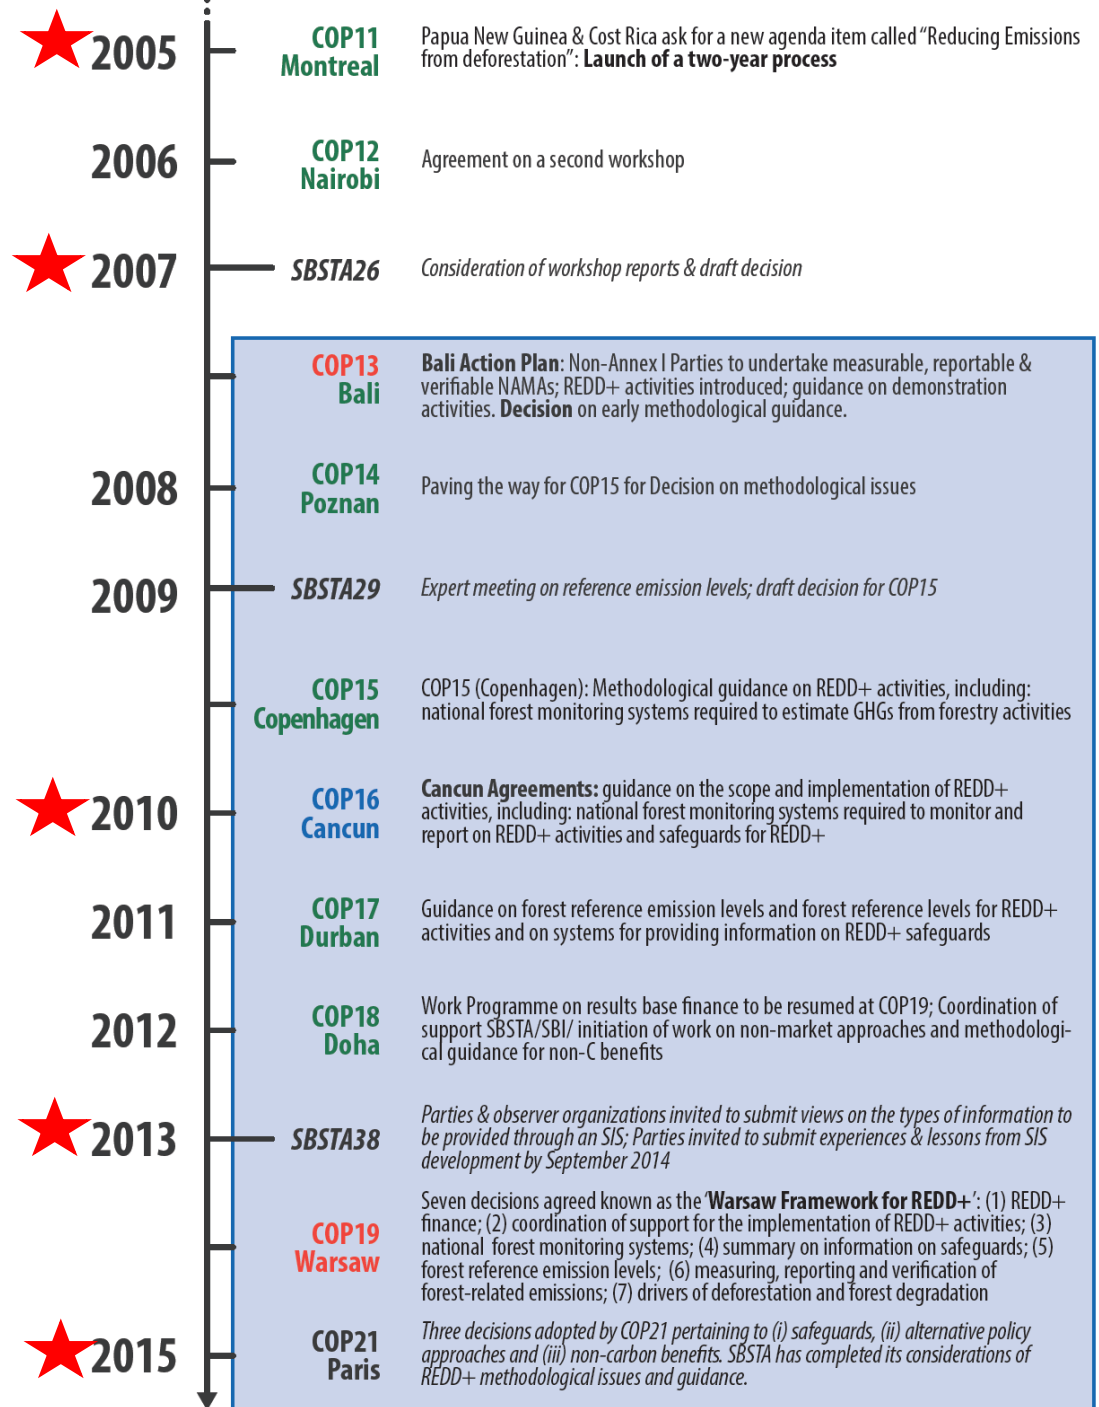 2005
COP11
Montreal
Papua New Guinea & Cost Rica ask for a new agenda item called “Reducing Emissions
from deforestation”: Launch of a two-year process
2006
COP12
Nairobi
Agreement on a second workshop
2007
SBSTA26
Consideration of workshop reports & draft decision
COP13
Bali
Bali Action Plan: Non-Annex I Parties to undertake measurable, reportable &
verifiable NAMAs; REDD+ activities introduced; guidance on demonstration
activities. Decision on early methodological guidance.
2008
COP14
Poznan
Paving the way for COP15 for Decision on methodological issues
2009
SBSTA29
Expert meeting on reference emission levels; draft decision for COP15
COP15
Copenhagen
COP15 (Copenhagen): Methodological guidance on REDD+ activities, including:
national forest monitoring systems required to estimate GHGs from forestry activities
2010
COP16
Cancun
Cancun Agreements: guidance on the scope and implementation of REDD+
activities, including: national forest monitoring systems required to monitor and
report on REDD+ activities and safeguards for REDD+
2011
COP17
Durban
Guidance on forest reference emission levels and forest reference levels for REDD+
activities and on systems for providing information on REDD+ safeguards
2012
COP18
Doha
Work Programme on results base finance to be resumed at COP19; Coordination of
support SBSTA/SBI/ initiation of work on non-market approaches and methodologi-
cal guidance for non-C benefits
2013
SBSTA38
Parties & observer organizations invited to submit views on the types of information to
be provided through an SIS; Parties invited to submit experiences & lessons from SIS
development by September 2014
COP19
Warsaw
Seven decisions agreed known as the ‘Warsaw Framework for REDD+’: (1) REDD+
finance; (2) coordination of support for the implementation of REDD+ activities; (3)
national forest monitoring systems; (4) summary on information on safeguards; (5)
forest reference emission levels; (6) measuring, reporting and verification of
forest-related emissions; (7) drivers of deforestation and forest degradation
2015
COP21
Paris
Three decisions adopted by COP21 pertaining to (i) safeguards, (ii) alternative policy
approaches and (iii) non-carbon benefits. SBSTA has completed its considerations of
REDD+ methodological issues and guidance.